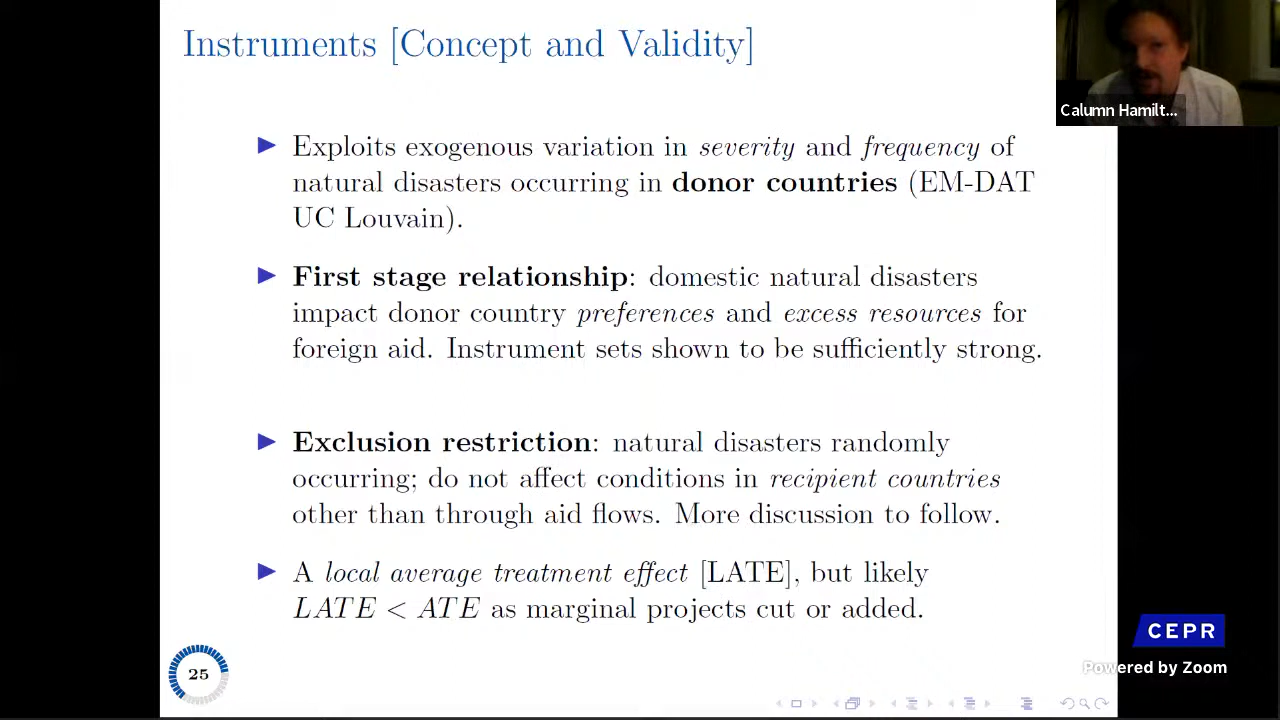 Instruments [Concept and Validity]
Calumn Hamilt...
▶ Exploits exogenous variation in severity and frequency of
natural disasters occurring in donor countries (EM-DAT
UC Louvain).
▶ First stage relationship: domestic natural disasters
impact donor country preferences and excess resources for
foreign aid. Instrument sets shown to be sufficiently strong.
▶ Exclusion restriction: natural disasters randomly
occurring; do not affect conditions in recipient countries
other than through aid flows. More discussion to follow.
▶ A local average treatment effect [LATE], but likely
LATE < ATE as marginal projects cut or added.
25
CEPR
Powered by Zoom